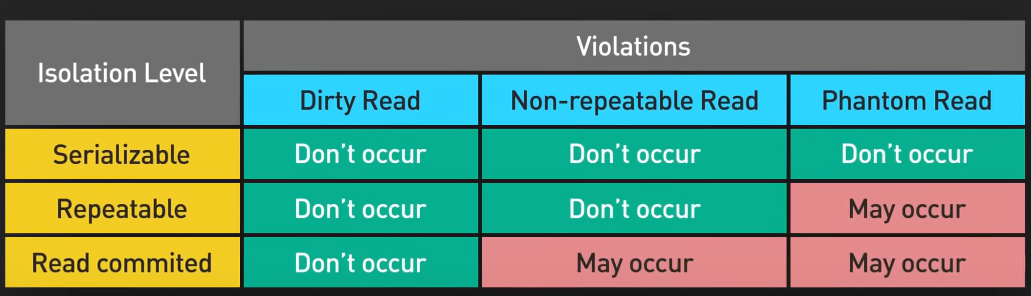 Isolation Level
Violations
Dirty Read Non-repeatable Read Phantom Read
Serializable Don't occur Don't occur Don't occur
Repeatable Don't occur Don't occur May occur
Read commited Don't occur May occur May occur